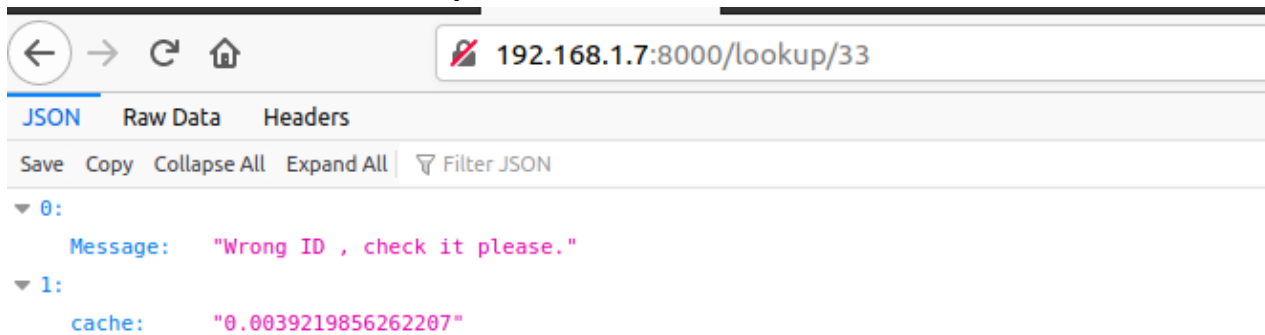 192.168.1.7:8000/lookup/33
JSON Raw Data Headers
Save Copy Collapse All Expand All Filter JSON
0:
Message: "Wrong ID , check it please."
1:
cache: "0.0039219856262207"